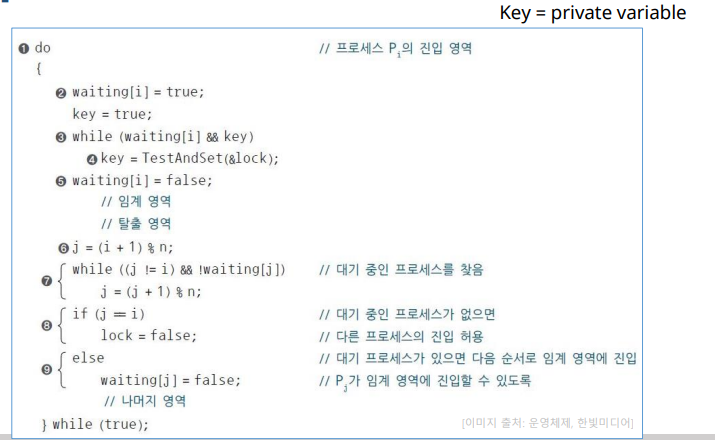 Key = private variable
❶ do // 프로세스 Pi의 진입 영역
{
❷ waiting[i] = true;
key = true;
❸ while (waiting[i] && key)
❹ key = TestAndSet(&lock);
❺ waiting[i] = false;
// 임계 영역
// 탈출 영역
❻ j = (i + 1) % n;
❼ while ((j != i) && !waiting[j]) // 대기 중인 프로세스를 찾음
j = (j + 1) % n;
❽ if (j == i) // 대기 중인 프로세스가 없으면
lock = false; // 다른 프로세스의 진입 허용
❾ else // 대기 프로세스가 있으면 다음 순서로 임계 영역에 진입
waiting[j] = false; // Pj가 임계 영역에 진입할 수 있도록
// 나머지 영역
} while (true);
[이미지 출처: 운영체제, 한빛미디어]